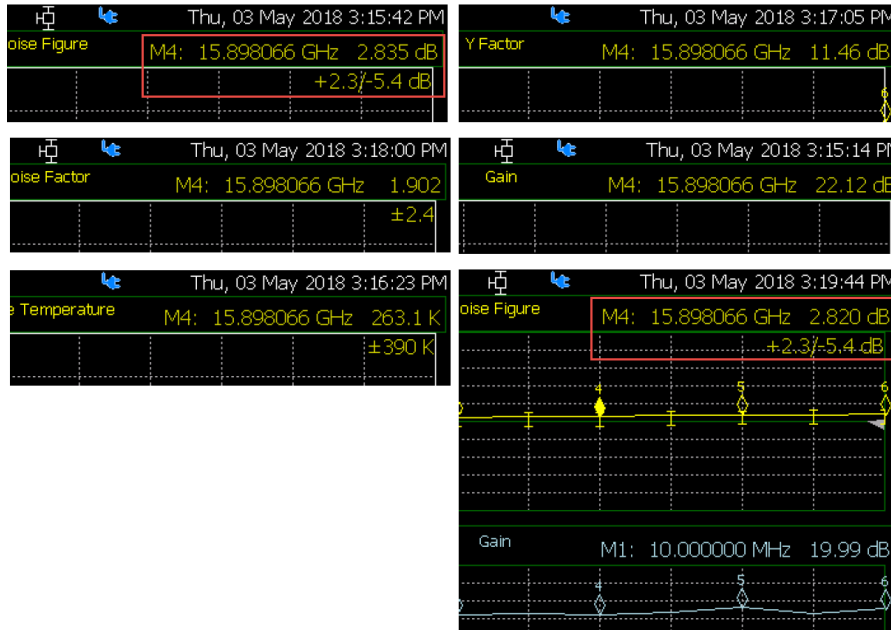 Thu, 03 May 2018 3:15:42 PM
oise Figure
M4: 15.898066 GHz 2.835 dB
+2.3/-5.4 dB
Thu, 03 May 2018 3:17:05 PM
Y Factor
M4: 15.898066 GHz 11.46 dB
6
Thu, 03 May 2018 3:18:00 PM
oise Factor
M4: 15.898066 GHz 1.902
±2.4
Thu, 03 May 2018 3:15:14 PM
Gain
M4: 15.898066 GHz 22.12 dB
Thu, 03 May 2018 3:16:23 PM
e Temperature
M4: 15.898066 GHz 263.1 K
±390 K
Thu, 03 May 2018 3:19:44 PM
oise Figure
M4: 15.898066 GHz 2.820 dB
+2.3/-5.4 dB
4 5 6
Gain
M1: 10.000000 MHz 19.99 dB
4 5 6